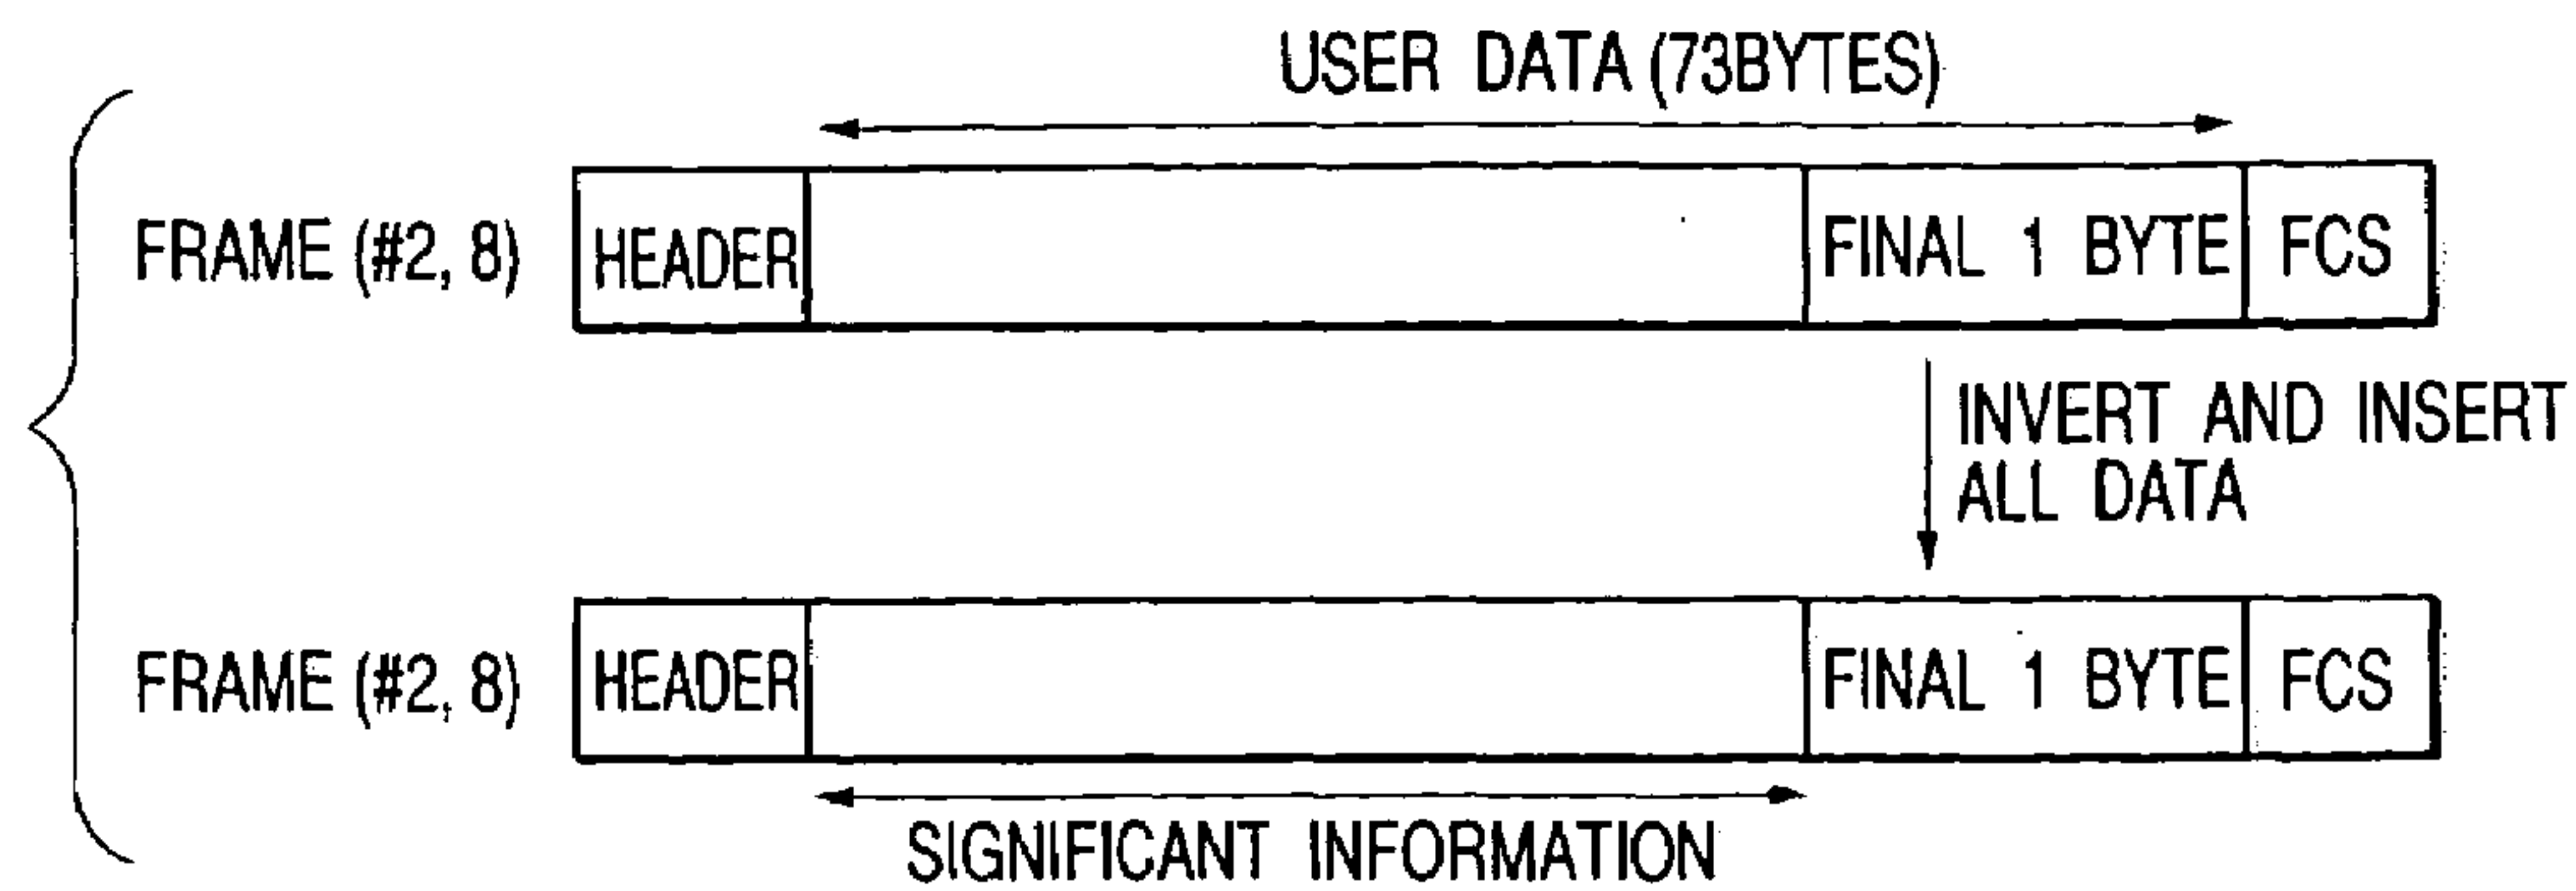 USER DATA (73BYTES)
FRAME (#2, 8) HEADER FINAL 1 BYTE FCS
INVERT AND INSERT
ALL DATA
FRAME (#2, 8) HEADER FINAL 1 BYTE FCS
SIGNIFICANT INFORMATION